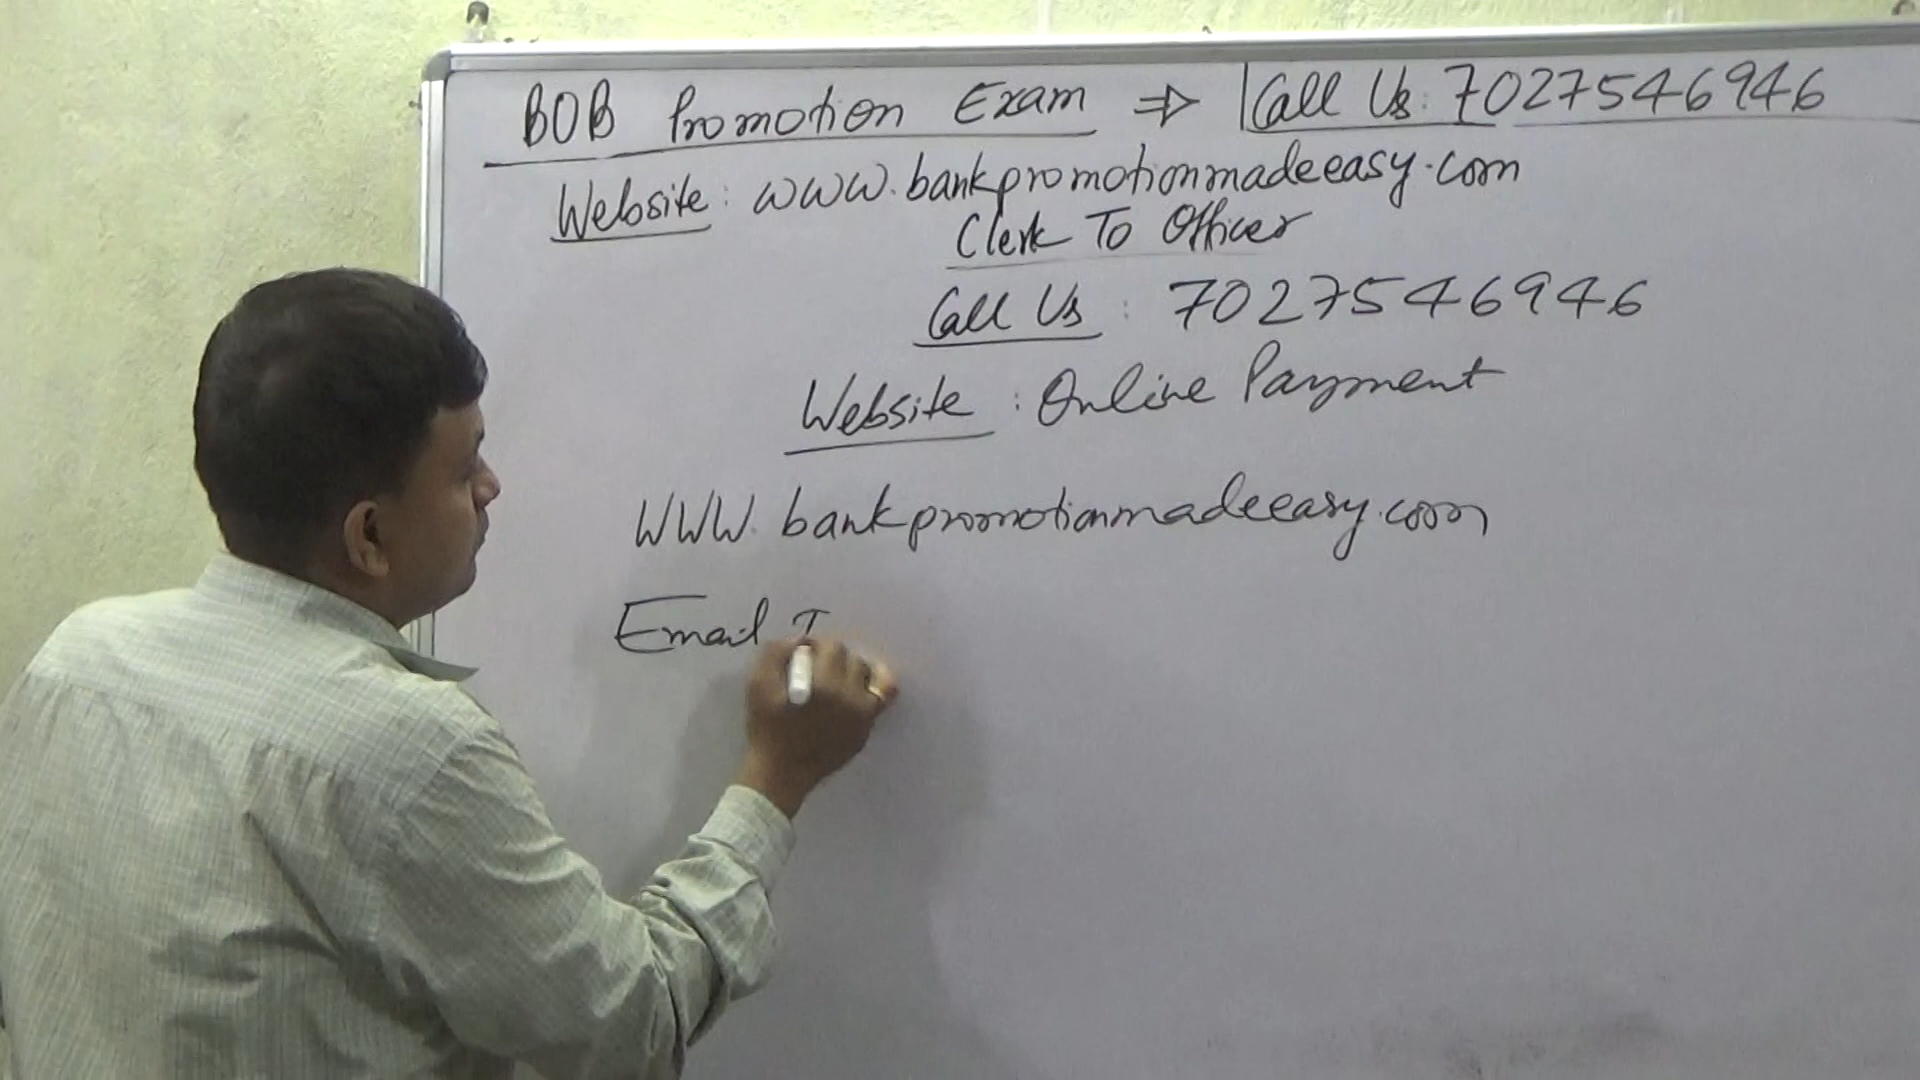 BOB Promotion Exam ⇒ Call Us: 7027546946
Website: www.bankpromotionmadeeasy.com
Clerk To Officer
Call Us: 7027546946
Website: Online Payment
WWW.bankpromotionmadeeasy.com
Email I